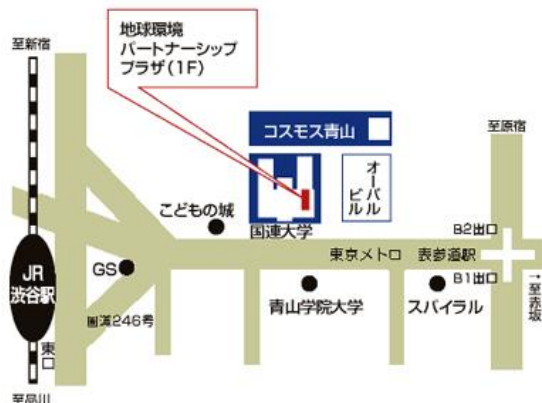 地球環境
パートナーシップ
プラザ(1F)
至新宿
コスモス青山
至原宿
オーバル
ビル
こどもの城
国連大学
B2出口
東京メトロ 表参道駅
JR
渋谷駅
GS
B1出口
青山学院大学
スパイラル
→至赤坂
国道246号
東口
至品川